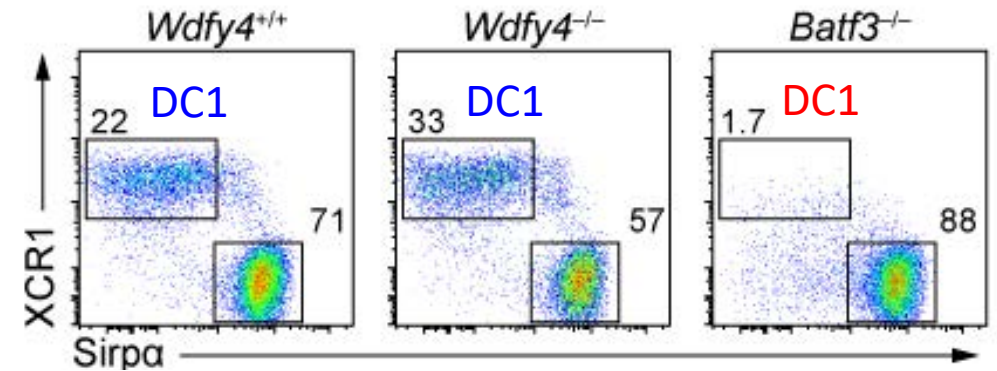 Wdfy4+/+ Wdfy4–/– Batf3–/–
DC1 DC1 DC1
22 33 1.7
71 57 88
XCR1
Sirpα